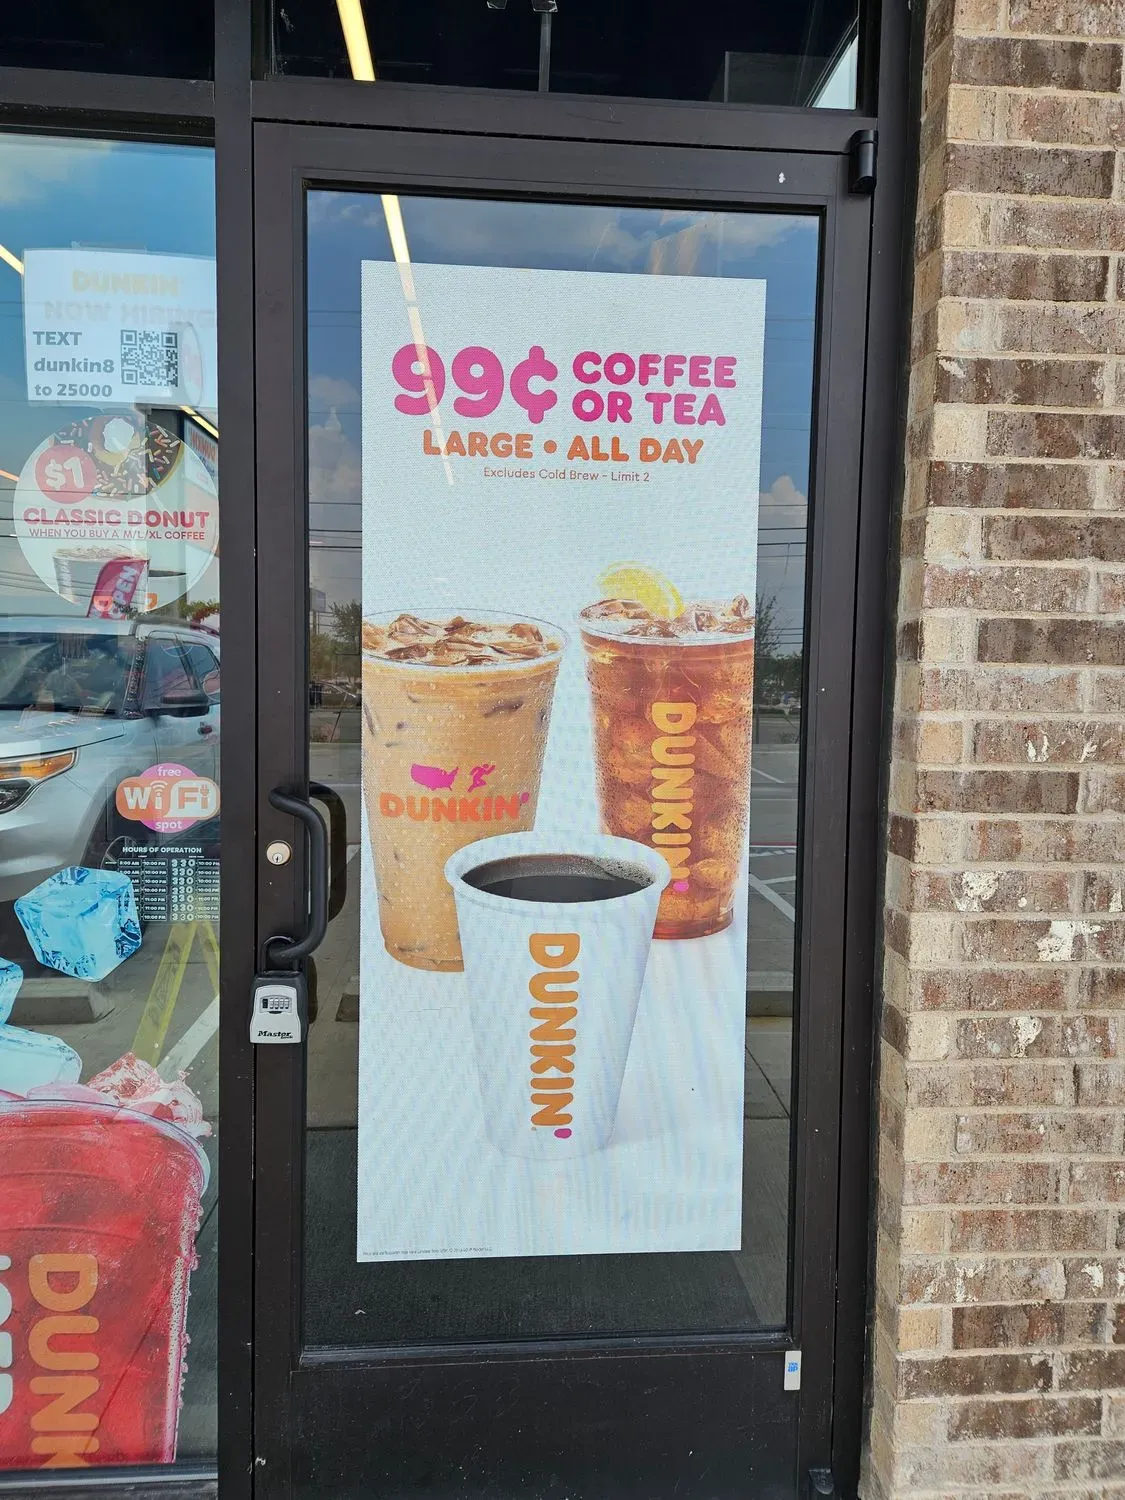 DUNKIN'
NOW HIRING
TEXT
dunkin8
to 25000
$1
CLASSIC DONUT
WHEN YOU BUY A M/L/XL COFFEE
OPEN
free
WiFi
spot
HOURS OF OPERATION
Master
DUNK
99¢ COFFEE
OR TEA
LARGE • ALL DAY
Excludes Cold Brew - Limit 2
DUNKIN'
DUNKIN'
DUNKIN'